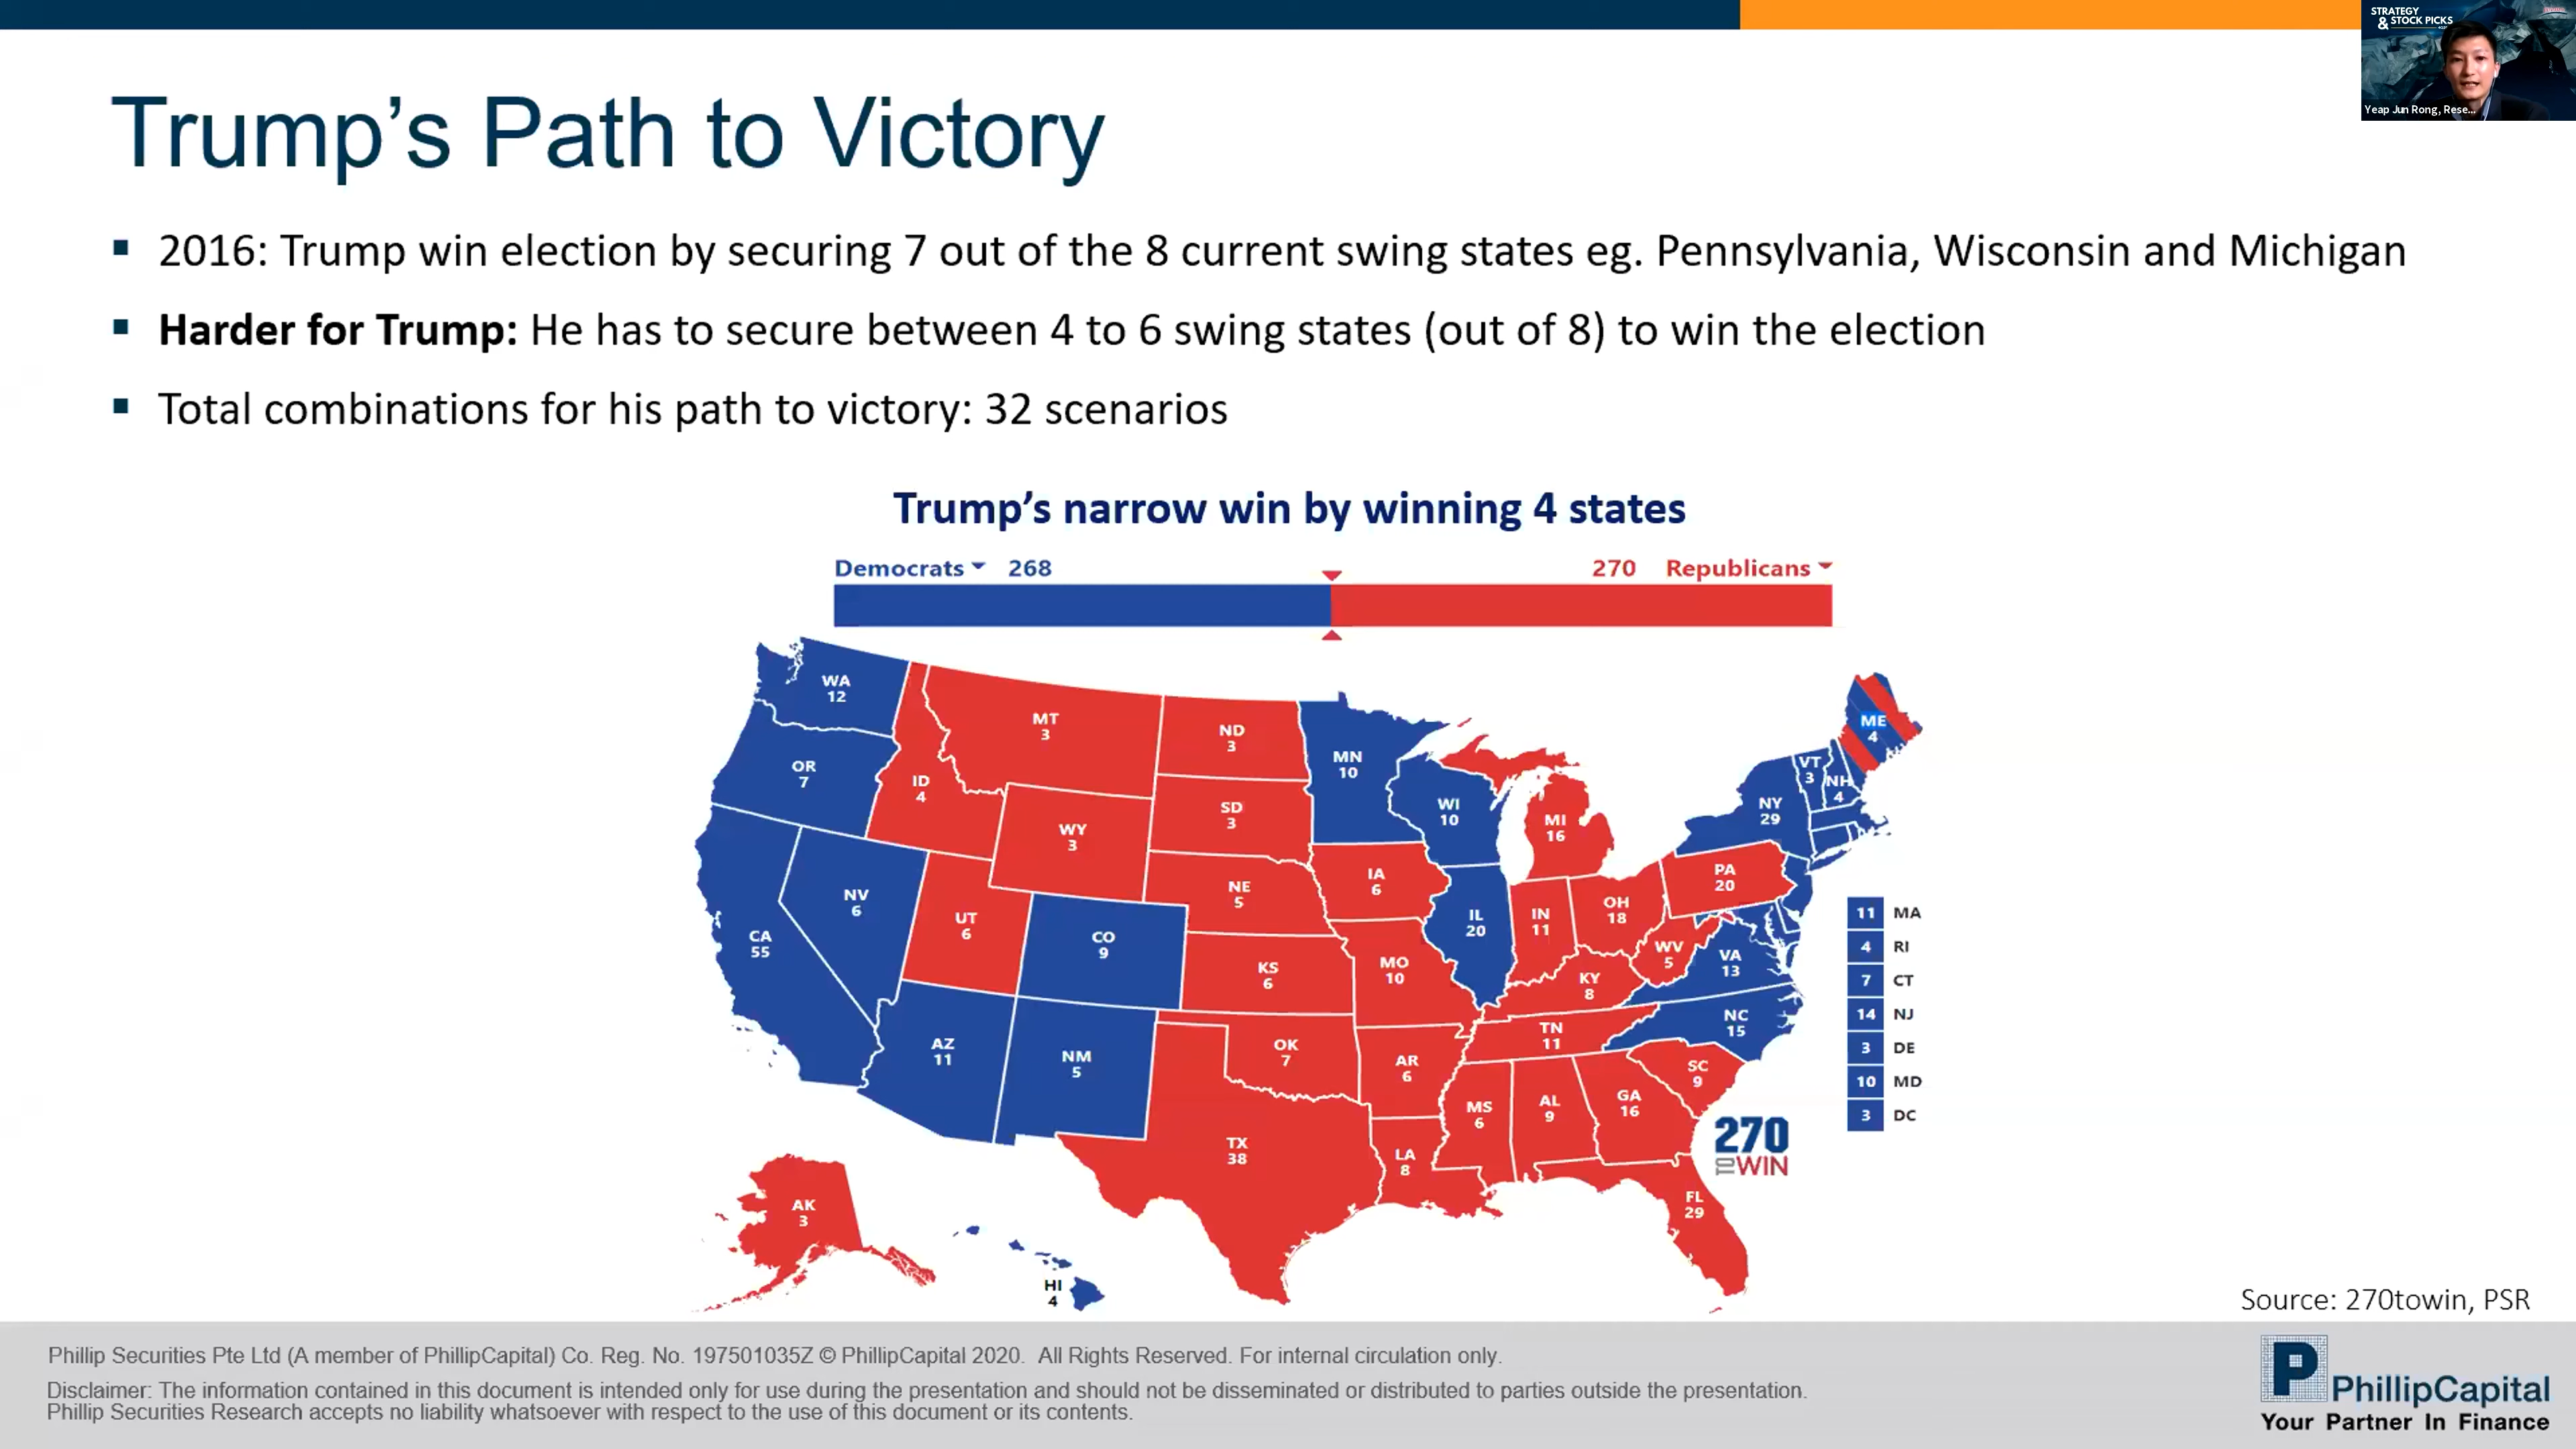 STRATEGY
& STOCK PICKS
Yeap Jun Rong, Rese...
Trump's Path to Victory
▪ 2016: Trump win election by securing 7 out of the 8 current swing states eg. Pennsylvania, Wisconsin and Michigan
▪ Harder for Trump: He has to secure between 4 to 6 swing states (out of 8) to win the election
▪ Total combinations for his path to victory: 32 scenarios
Trump's narrow win by winning 4 states
Democrats 268
270 Republicans
WA
12
OR
7
CA
55
NV
6
ID
4
MT
3
WY
3
UT
6
CO
9
AZ
11
NM
5
ND
3
SD
3
NE
5
KS
6
OK
7
TX
38
MN
10
IA
6
MO
10
AR
6
LA
8
WI
10
IL
20
MI
16
IN
11
OH
18
KY
8
TN
11
MS
6
AL
9
GA
16
FL
29
SC
9
NC
15
VA
13
WV
5
PA
20
NY
29
VT
3
NH
4
ME
4
AK
3
HI
4
11 MA
4 RI
7 CT
14 NJ
3 DE
10 MD
3 DC
270
TO WIN
Source: 270towin, PSR
Phillip Securities Pte Ltd (A member of PhillipCapital) Co. Reg. No. 197501035Z © PhillipCapital 2020. All Rights Reserved. For internal circulation only.
Disclaimer: The information contained in this document is intended only for use during the presentation and should not be disseminated or distributed to parties outside the presentation.
Phillip Securities Research accepts no liability whatsoever with respect to the use of this document or its contents.
P
PhillipCapital
Your Partner In Finance